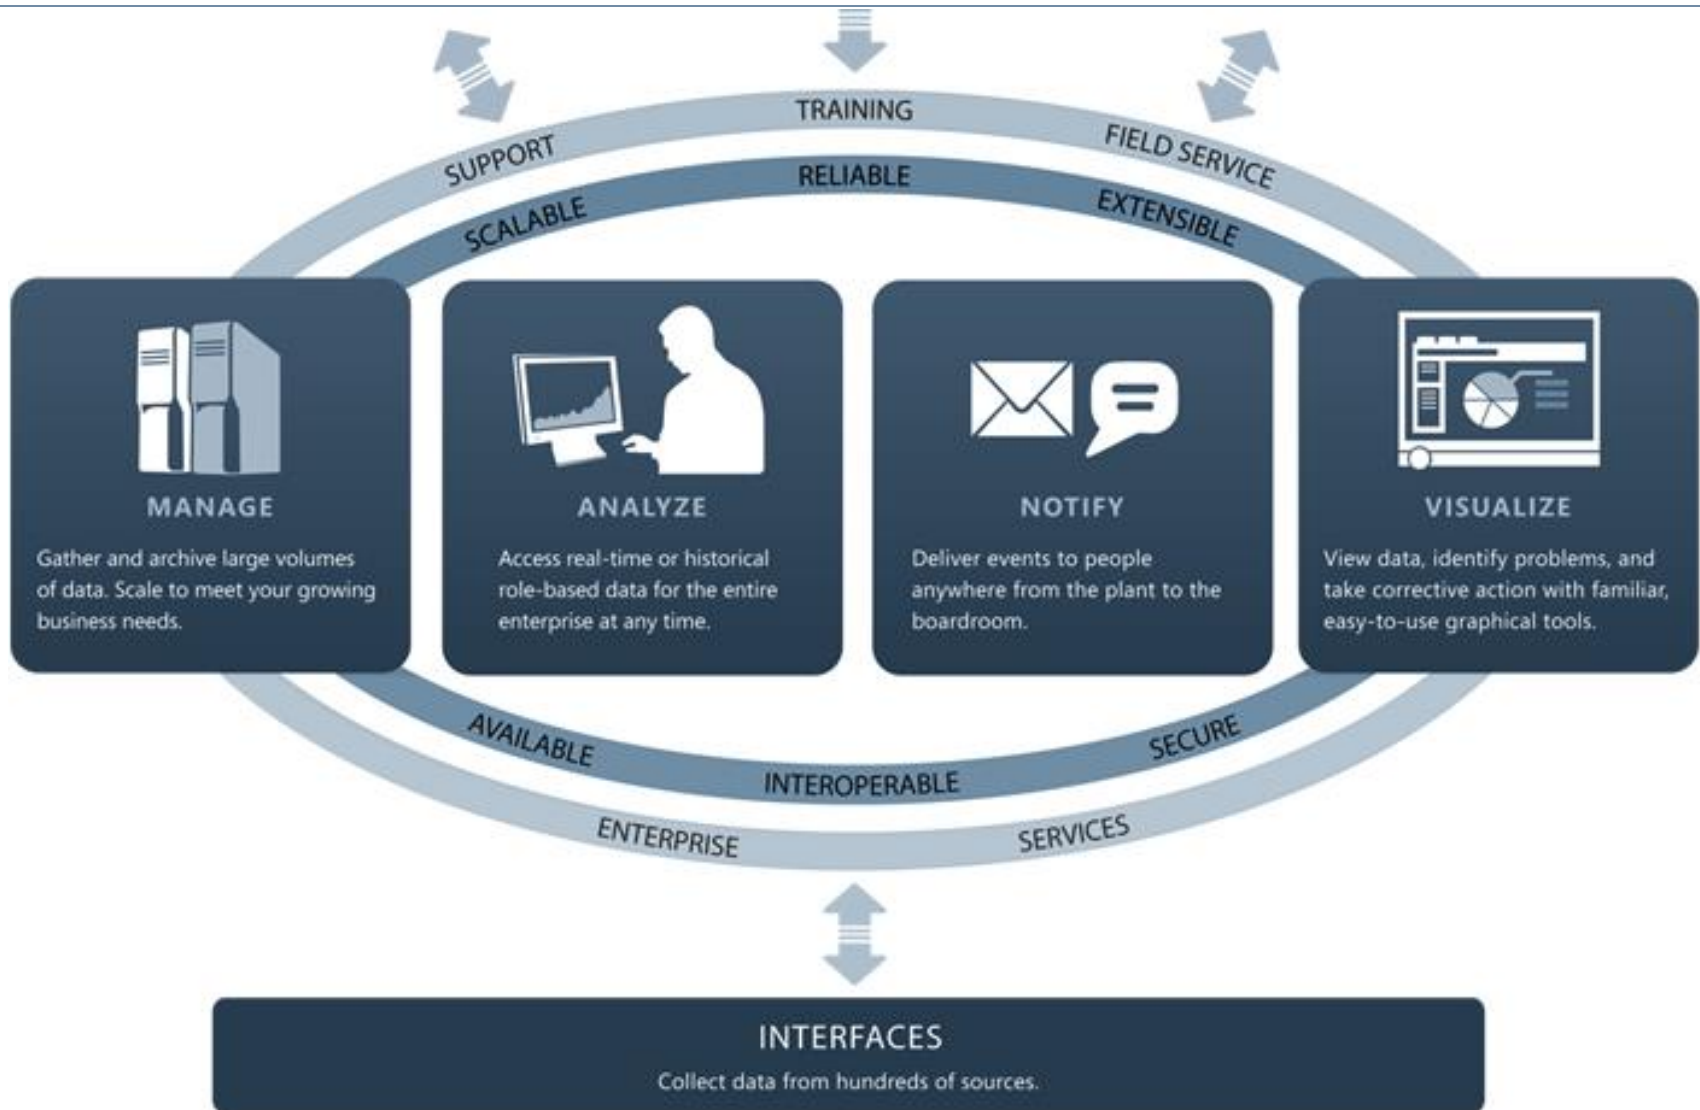 TRAINING
SUPPORT
FIELD SERVICE
RELIABLE
SCALABLE
EXTENSIBLE
MANAGE
Gather and archive large volumes
of data. Scale to meet your growing
business needs.
ANALYZE
Access real-time or historical
role-based data for the entire
enterprise at any time.
NOTIFY
Deliver events to people
anywhere from the plant to the
boardroom.
VISUALIZE
View data, identify problems, and
take corrective action with familiar,
easy-to-use graphical tools.
AVAILABLE
INTEROPERABLE
SECURE
ENTERPRISE
SERVICES
INTERFACES
Collect data from hundreds of sources.